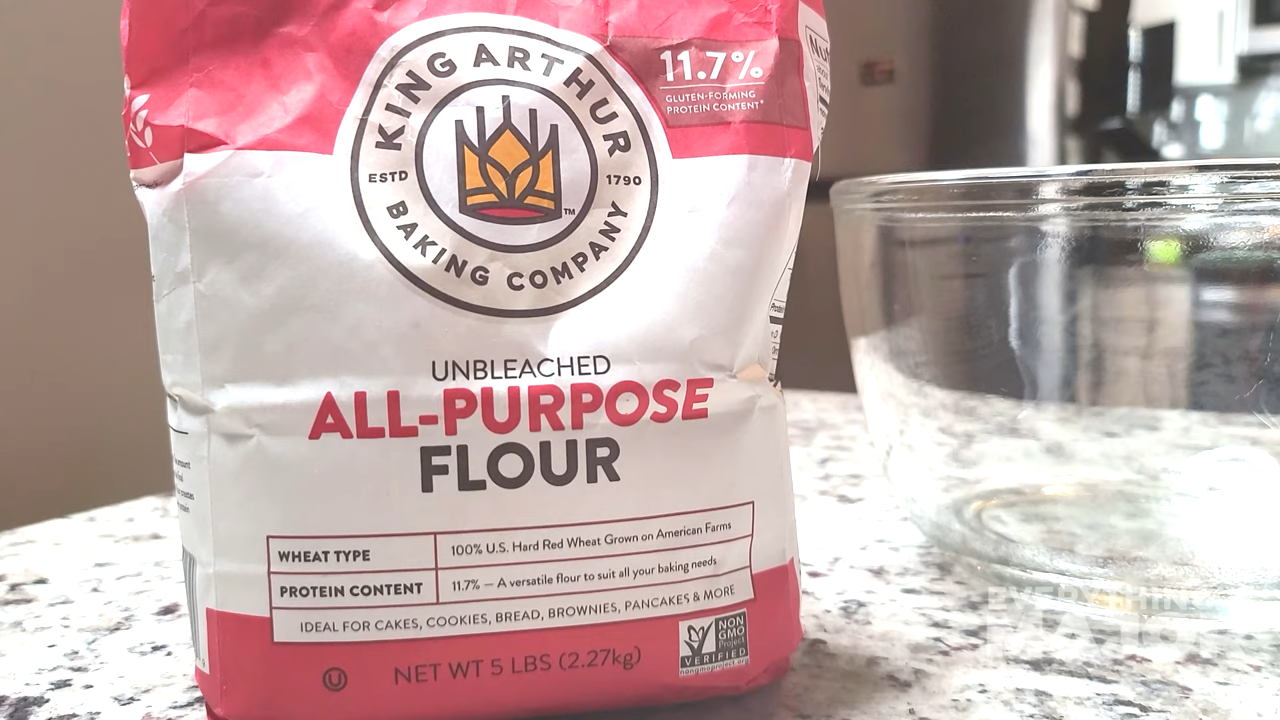 KING ARTHUR
ESTD 1790
BAKING COMPANY
TM
11.7%
GLUTEN-FORMING
PROTEIN CONTENT*
UNBLEACHED
ALL-PURPOSE
FLOUR
WHEAT TYPE 100% U.S. Hard Red Wheat Grown on American Farms
PROTEIN CONTENT 11.7% — A versatile flour to suit all your baking needs
IDEAL FOR CAKES, COOKIES, BREAD, BROWNIES, PANCAKES & MORE
NON
GMO
Project
VERIFIED
nongmoproject.org
U
NET WT 5 LBS (2.27kg)
EVERYTHING